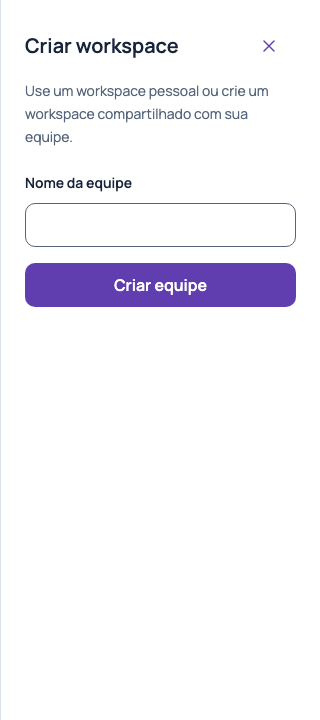 Criar workspace
Use um workspace pessoal ou crie um
workspace compartilhado com sua
equipe.
Nome da equipe
Criar equipe